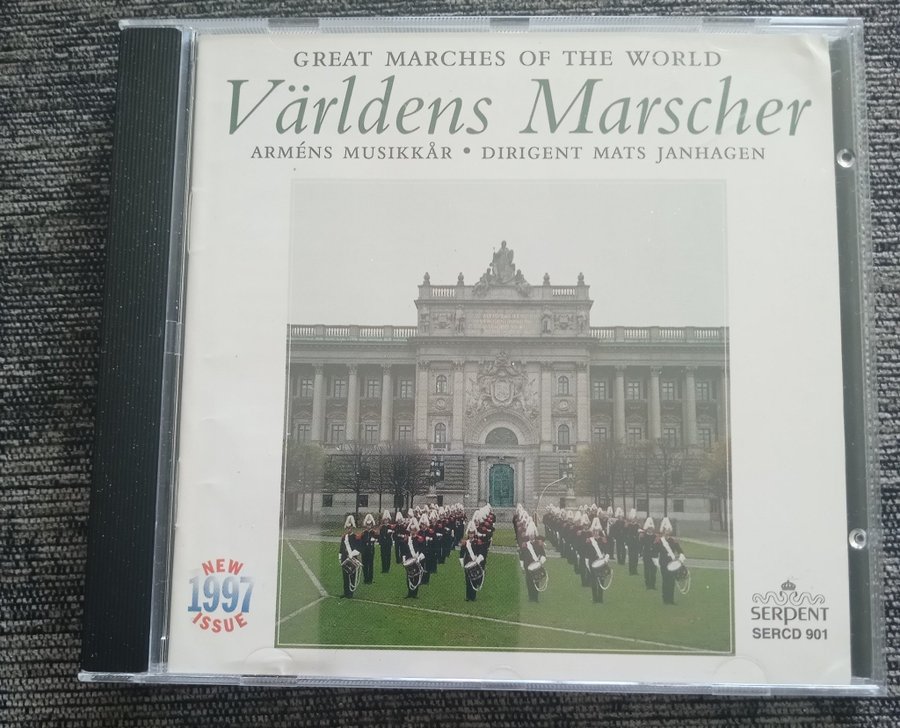 GREAT MARCHES OF THE WORLD
Världens Marscher
ARMÉNS MUSIKKÅR • DIRIGENT MATS JANHAGEN
NEW
1997
ISSUE
SERPENT
SERCD 901